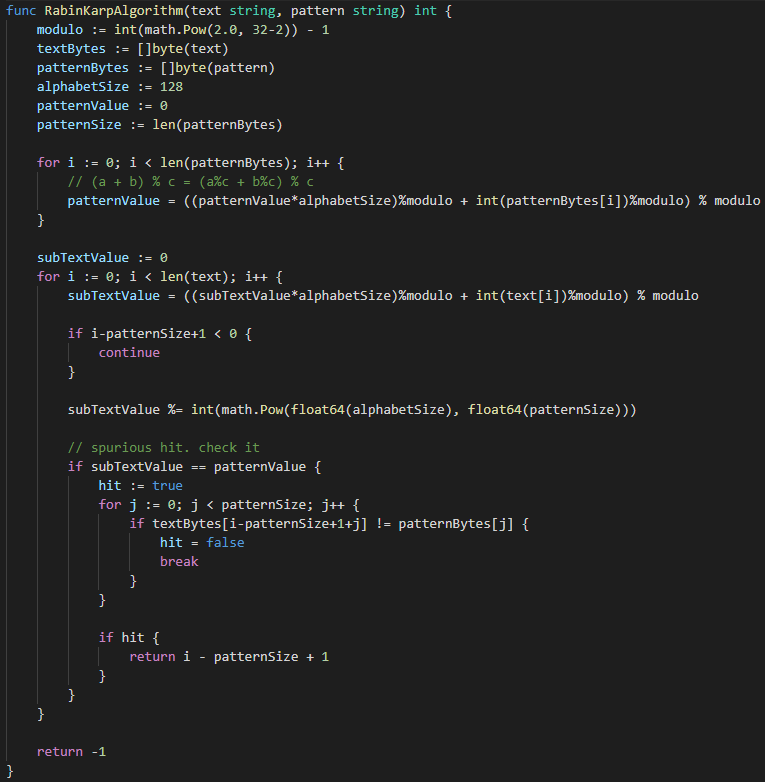 func RabinKarpAlgorithm(text string, pattern string) int {
    modulo := int(math.Pow(2.0, 32-2)) - 1
    textBytes := []byte(text)
    patternBytes := []byte(pattern)
    alphabetSize := 128
    patternValue := 0
    patternSize := len(patternBytes)

    for i := 0; i < len(patternBytes); i++ {
        // (a + b) % c = (a%c + b%c) % c
        patternValue = ((patternValue*alphabetSize)%modulo + int(patternBytes[i])%modulo) % modulo
    }

    subTextValue := 0
    for i := 0; i < len(text); i++ {
        subTextValue = ((subTextValue*alphabetSize)%modulo + int(text[i])%modulo) % modulo

        if i-patternSize+1 < 0 {
            continue
        }

        subTextValue %= int(math.Pow(float64(alphabetSize), float64(patternSize)))

        // spurious hit. check it
        if subTextValue == patternValue {
            hit := true
            for j := 0; j < patternSize; j++ {
                if textBytes[i-patternSize+1+j] != patternBytes[j] {
                    hit = false
                    break
                }
            }

            if hit {
                return i - patternSize + 1
            }
        }
    }

    return -1
}